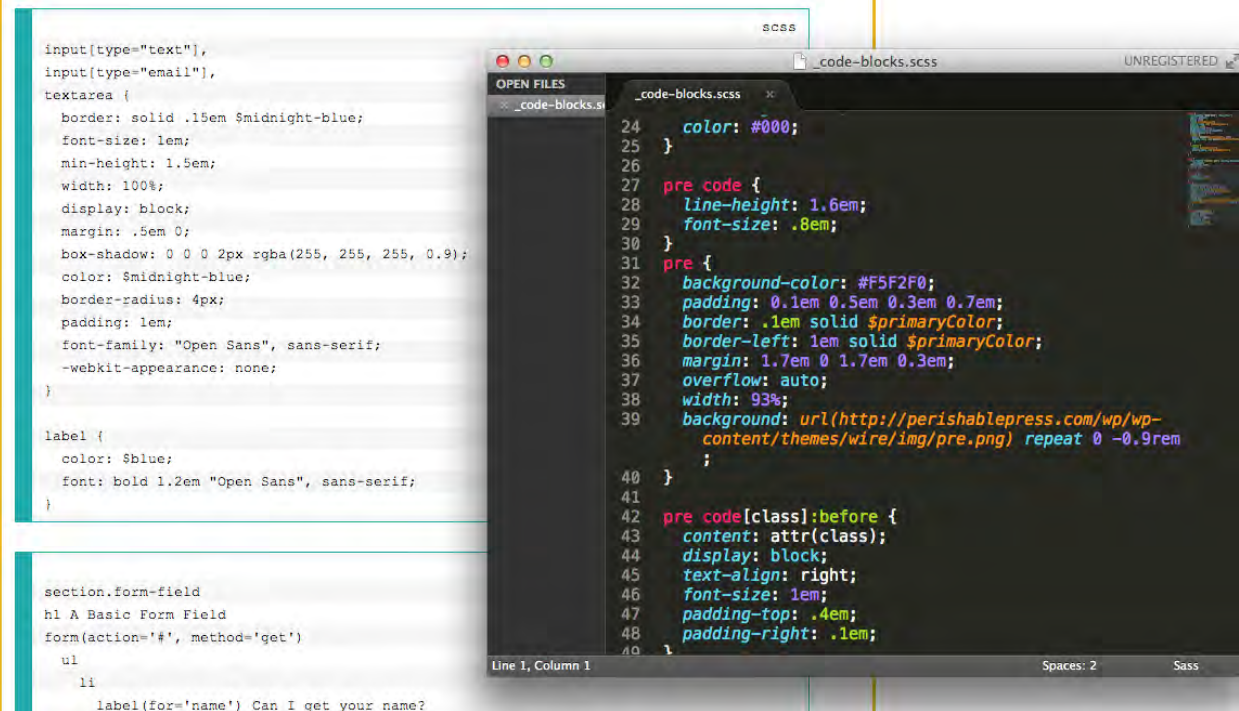 scss
input[type="text"],
input[type="email"],
textarea {
border: solid .15em $midnight-blue;
font-size: 1em;
min-height: 1.5em;
width: 100%;
display: block;
margin: .5em 0;
box-shadow: 0 0 0 2px rgba(255, 255, 255, 0.9);
color: $midnight-blue;
border-radius: 4px;
padding: 1em;
font-family: "Open Sans", sans-serif;
-webkit-appearance: none;
}
label {
color: $blue;
font: bold 1.2em "Open Sans", sans-serif;
}
section.form-field
h1 A Basic Form Field
form(action='#', method='get')
ul
li
label(for='name') Can I get your name?
_code-blocks.scss
UNREGISTERED
OPEN FILES
_code-blocks.s
_code-blocks.scss
24 color: #000;
25 }
26
27 pre code {
28 line-height: 1.6em;
29 font-size: .8em;
30 }
31 pre {
32 background-color: #F5F2F0;
33 padding: 0.1em 0.5em 0.3em 0.7em;
34 border: .1em solid $primaryColor;
35 border-left: 1em solid $primaryColor;
36 margin: 1.7em 0 1.7em 0.3em;
37 overflow: auto;
38 width: 93%;
39 background: url(http://perishablepress.com/wp/wp-
content/themes/wire/img/pre.png) repeat 0 -0.9rem
;
40 }
41
42 pre code[class]:before {
43 content: attr(class);
44 display: block;
45 text-align: right;
46 font-size: 1em;
47 padding-top: .4em;
48 padding-right: .1em;
49 }
Line 1, Column 1
Spaces: 2
Sass